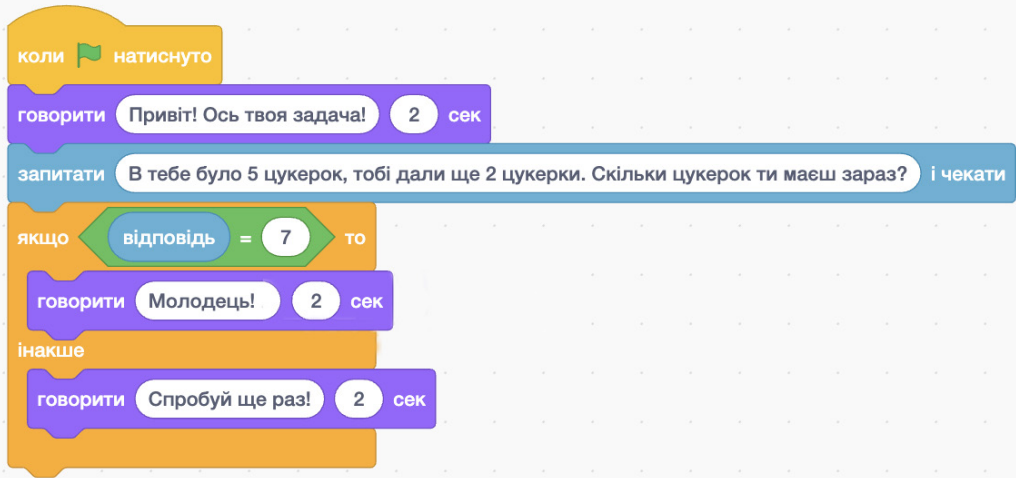 коли натиснуто
говорити Привіт! Ось твоя задача! 2 сек
запитати В тебе було 5 цукерок, тобі дали ще 2 цукерки. Скільки цукерок ти маєш зараз? і чекати
якщо відповідь = 7 то
говорити Молодець! 2 сек
інакше
говорити Спробуй ще раз! 2 сек